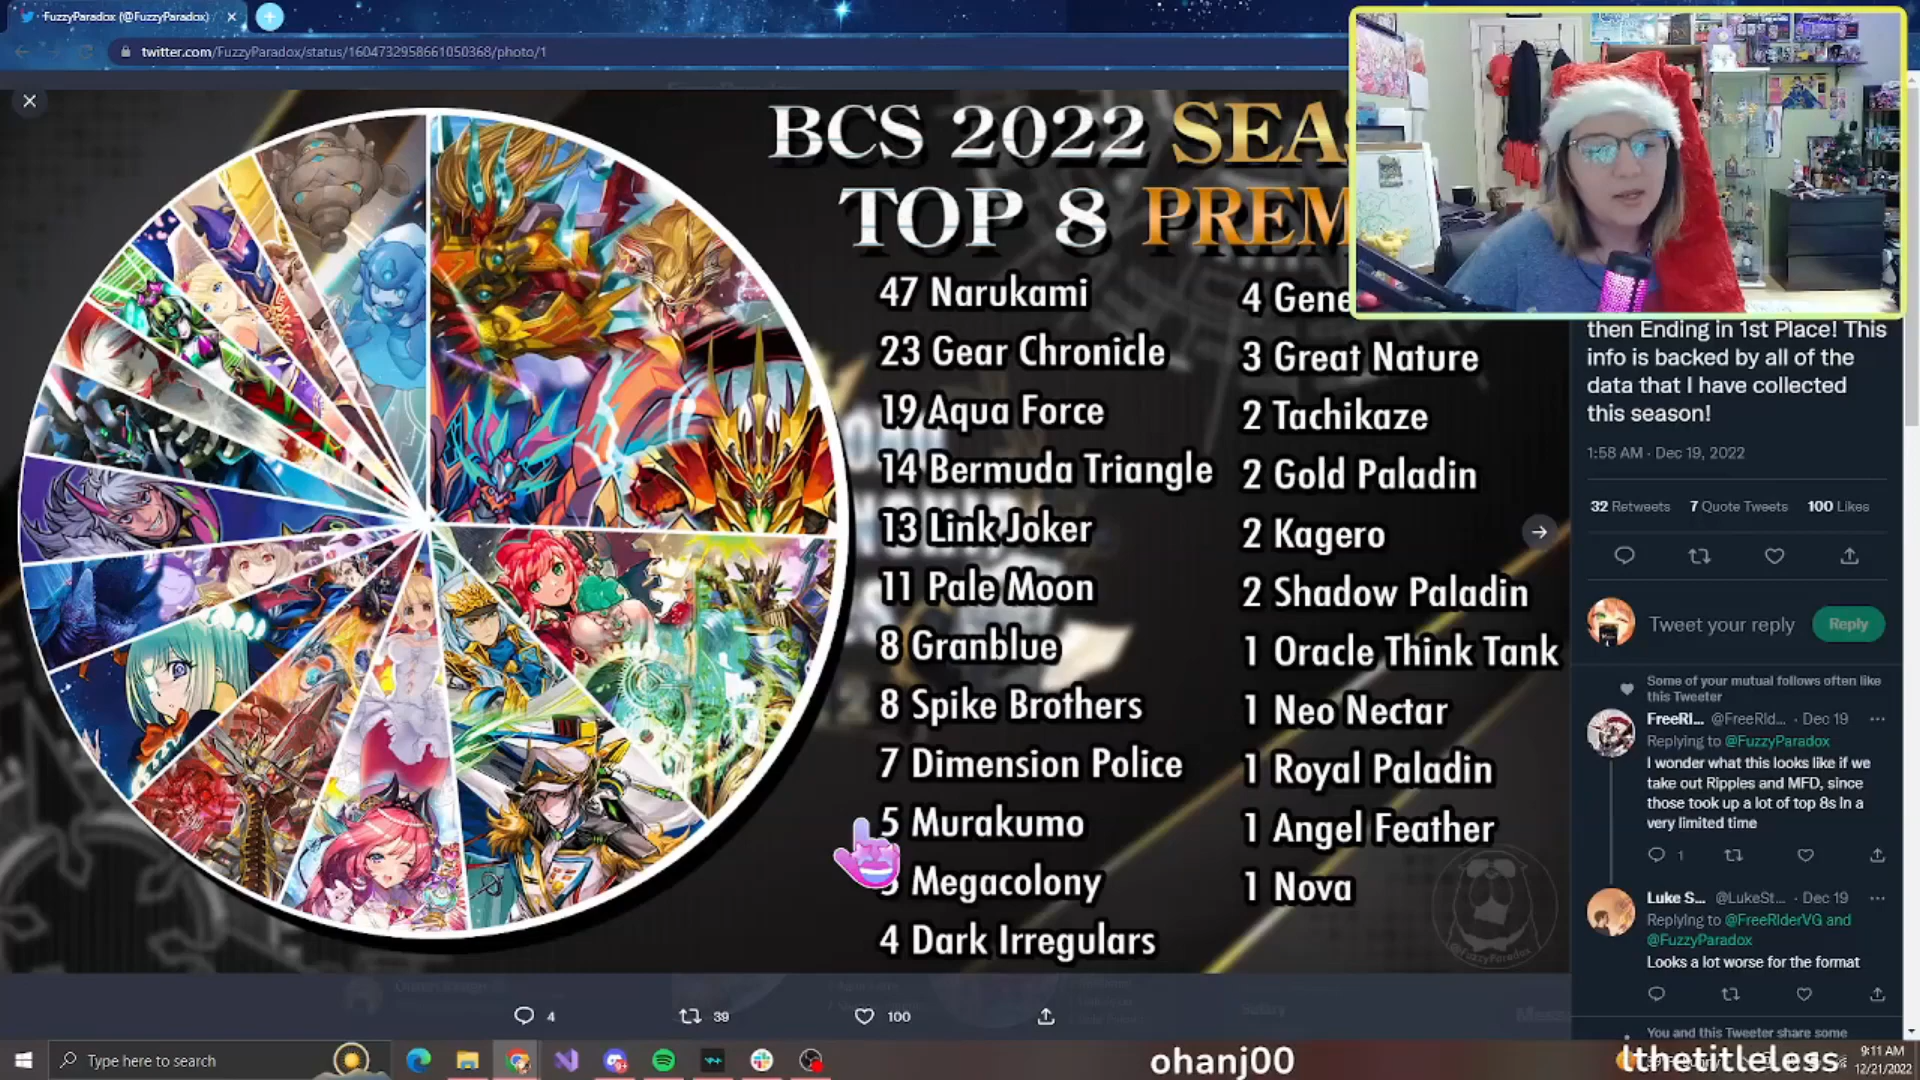 FuzzyParadox (@FuzzyParadox)
twitter.com/FuzzyParadox/status/1604732958661050368/photo/1
BCS 2022
TOP 8
47 Narukami
23 Gear Chronicle
19 Aqua Force
14 Bermuda Triangle
13 Link Joker
11 Pale Moon
8 Granblue
8 Spike Brothers
7 Dimension Police
5 Murakumo
Megacolony
4 Dark Irregulars
4
3 Great Nature
2 Tachikaze
2 Gold Paladin
2 Kagero
2 Shadow Paladin
1 Oracle Think Tank
1 Neo Nectar
1 Royal Paladin
1 Angel Feather
1 Nova
@FuzzyParadox
4
39
100
then Ending in 1st Place! This
info is backed by all of the
data that I have collected
this season!
1:58 AM · Dec 19, 2022
32 Retweets 7 Quote Tweets 100 Likes
Tweet your reply
Reply
Some of your mutual follows often like
this Tweeter
FreeRI... @FreeRId... · Dec 19
Replying to @FuzzyParadox
I wonder what this looks like if we
take out Ripples and MFD, since
those took up a lot of top 8s in a
very limited time
1
Luke S... @LukeSt... · Dec 19
Replying to @FreeRIderVG and
@FuzzyParadox
Looks a lot worse for the format
You and this Tweeter share some
Type here to search
ohanj00
lthetitleless
9:11 AM
12/21/2022